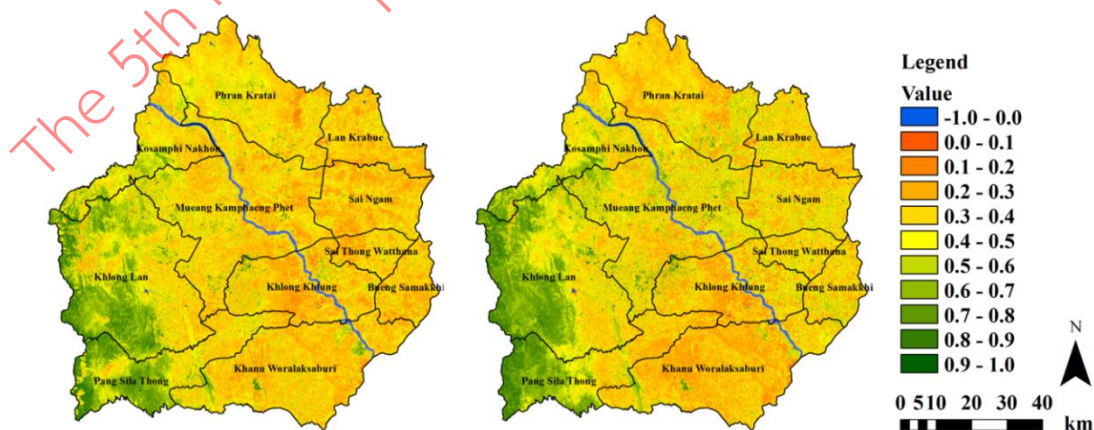 The 5th
Phran Kratai
Lan Krabue
Kosamphi Nakhon
Mueang Kamphaeng Phet
Sai Ngam
Sai Thong Watthana
Khlong Lan
Khlong Khlung
Bueng Samakkhi
Khanu Woralaksaburi
Pang Sila Thong
Phran Kratai
Lan Krabue
Kosamphi Nakhon
Mueang Kamphaeng Phet
Sai Ngam
Sai Thong Watthana
Khlong Lan
Khlong Khlung
Bueng Samakkhi
Khanu Woralaksaburi
Pang Sila Thong
Legend
Value
-1.0 - 0.0
0.0 - 0.1
0.1 - 0.2
0.2 - 0.3
0.3 - 0.4
0.4 - 0.5
0.5 - 0.6
0.6 - 0.7
0.7 - 0.8
0.8 - 0.9
0.9 - 1.0
N
0 5 10 20 30 40
km